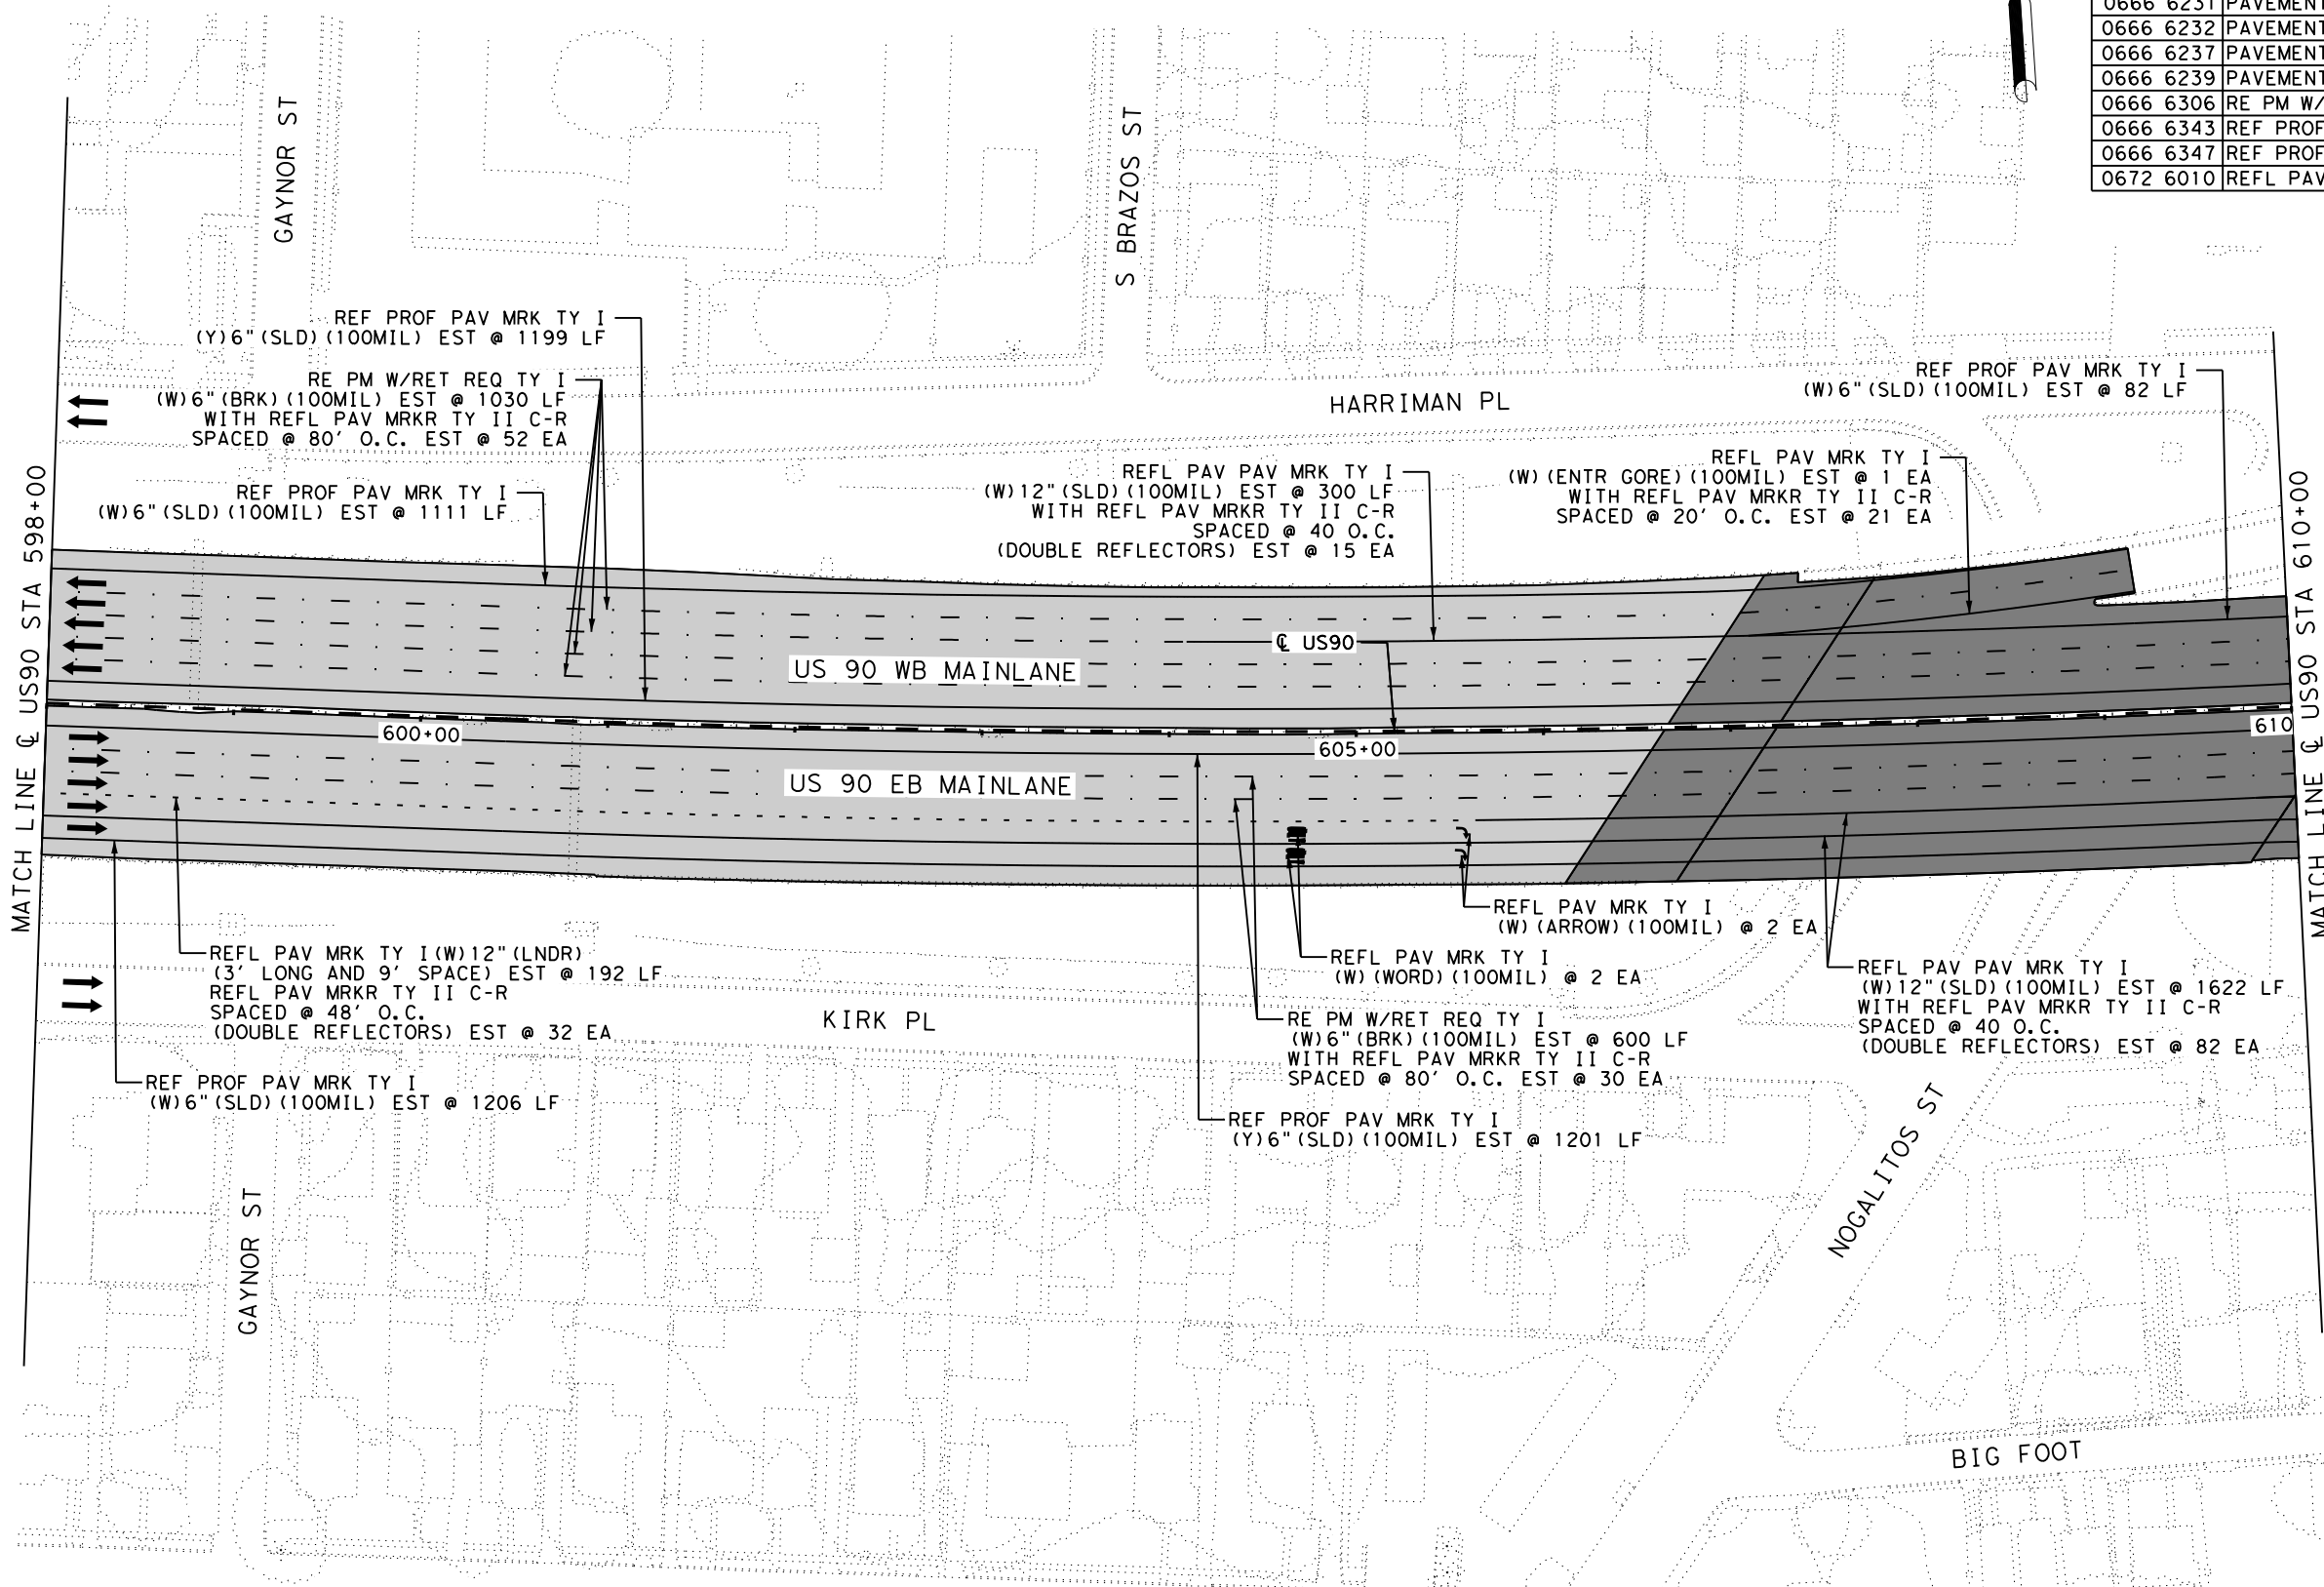 0666 6231 PAVEMENT
0666 6232 PAVEMENT
0666 6237 PAVEMENT
0666 6239 PAVEMENT
0666 6306 RE PM W/
0666 6343 REF PROF
0666 6347 REF PROF
0672 6010 REFL PAV
GAYNOR ST
S BRAZOS ST
REF PROF PAV MRK TY I
(Y)6"(SLD)(100MIL) EST @ 1199 LF
RE PM W/RET REQ TY I
(W)6"(BRK)(100MIL) EST @ 1030 LF
WITH REFL PAV MRKR TY II C-R
SPACED @ 80' O.C. EST @ 52 EA
REF PROF PAV MRK TY I
(W)6"(SLD)(100MIL) EST @ 1111 LF
HARRIMAN PL
REF PROF PAV MRK TY I
(W)6"(SLD)(100MIL) EST @ 82 LF
REFL PAV PAV MRK TY I
(W)12"(SLD)(100MIL) EST @ 300 LF
WITH REFL PAV MRKR TY II C-R
SPACED @ 40 O.C.
(DOUBLE REFLECTORS) EST @ 15 EA
REFL PAV MRK TY I
(W)(ENTR GORE)(100MIL) EST @ 1 EA
WITH REFL PAV MRKR TY II C-R
SPACED @ 20' O.C. EST @ 21 EA
MATCH LINE ℄ US90 STA 598+00
MATCH LINE ℄ US90 STA 610+00
℄ US90
US 90 WB MAINLANE
600+00
605+00
610
US 90 EB MAINLANE
REFL PAV MRK TY I
(W)(ARROW)(100MIL) @ 2 EA
REFL PAV MRK TY I
(W)(WORD)(100MIL) @ 2 EA
REFL PAV MRK TY I(W)12"(LNDR)
(3' LONG AND 9' SPACE) EST @ 192 LF
REFL PAV MRKR TY II C-R
SPACED @ 48' O.C.
(DOUBLE REFLECTORS) EST @ 32 EA
REFL PAV PAV MRK TY I
(W)12"(SLD)(100MIL) EST @ 1622 LF
WITH REFL PAV MRKR TY II C-R
SPACED @ 40 O.C.
(DOUBLE REFLECTORS) EST @ 82 EA
KIRK PL
RE PM W/RET REQ TY I
(W)6"(BRK)(100MIL) EST @ 600 LF
WITH REFL PAV MRKR TY II C-R
SPACED @ 80' O.C. EST @ 30 EA
REF PROF PAV MRK TY I
(W)6"(SLD)(100MIL) EST @ 1206 LF
REF PROF PAV MRK TY I
(Y)6"(SLD)(100MIL) EST @ 1201 LF
NOGALITOS ST
GAYNOR ST
BIG FOOT